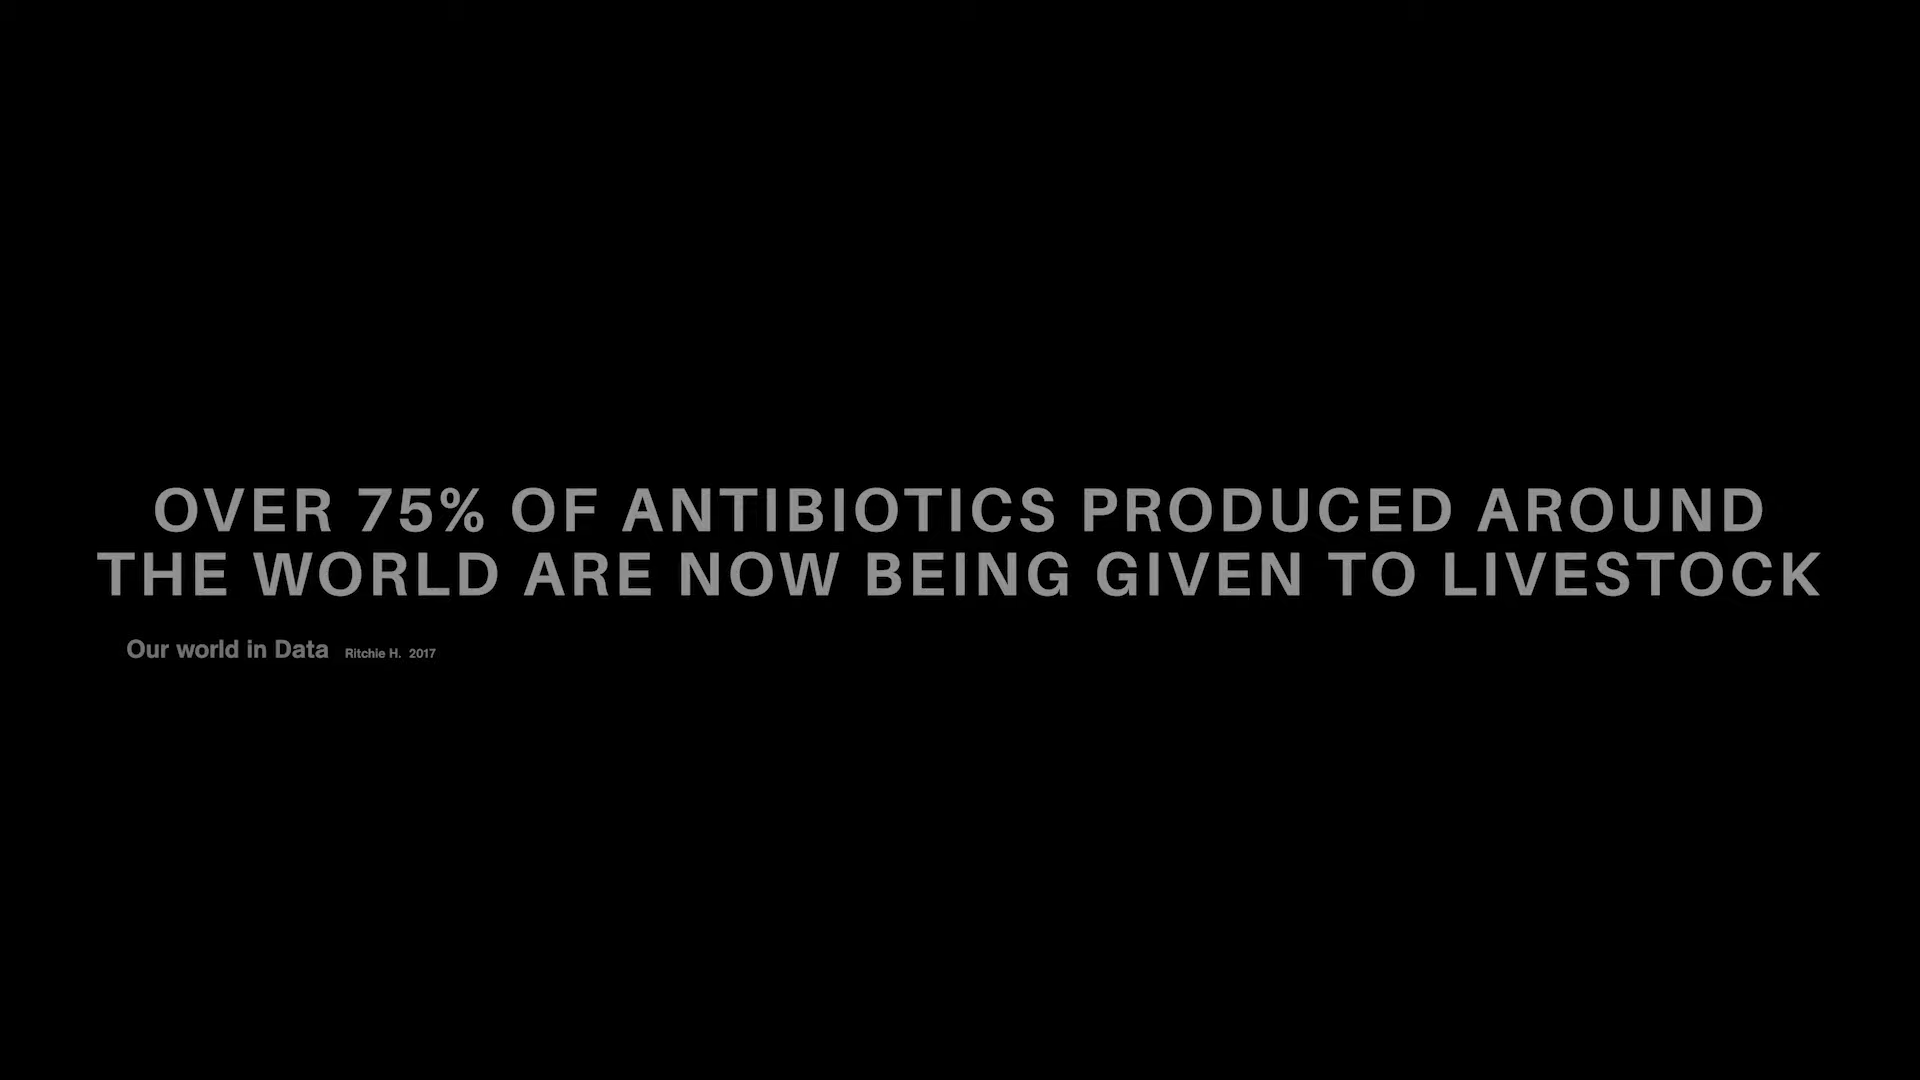 OVER 75% OF ANTIBIOTICS PRODUCED AROUND
THE WORLD ARE NOW BEING GIVEN TO LIVESTOCK
Our world in Data Ritchie H. 2017